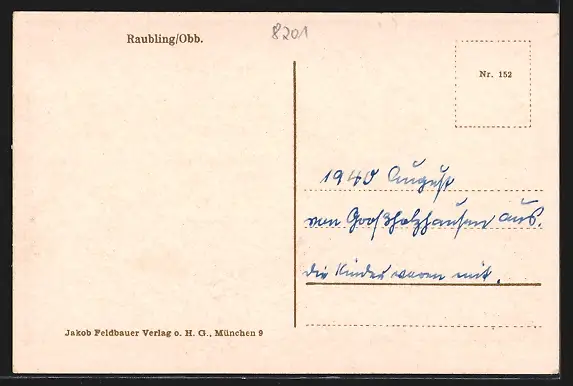 8201
Raubling/Obb.
Nr. 152
1940 August
von Großholzhausen aus.
die Kinder waren mit.
Jakob Feldbauer Verlag o. H. G., München 9